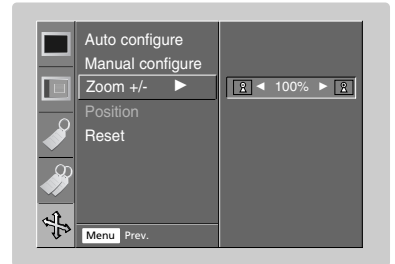 Auto configure
Manual configure
Zoom +/- ▶ ◄ 100% ►
Position
Reset
Menu Prev.